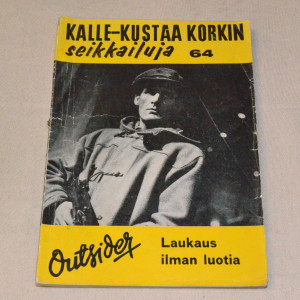 KALLE-KUSTAA KORKIN
seikkailuja 64
Outsider
Laukaus
ilman luotia